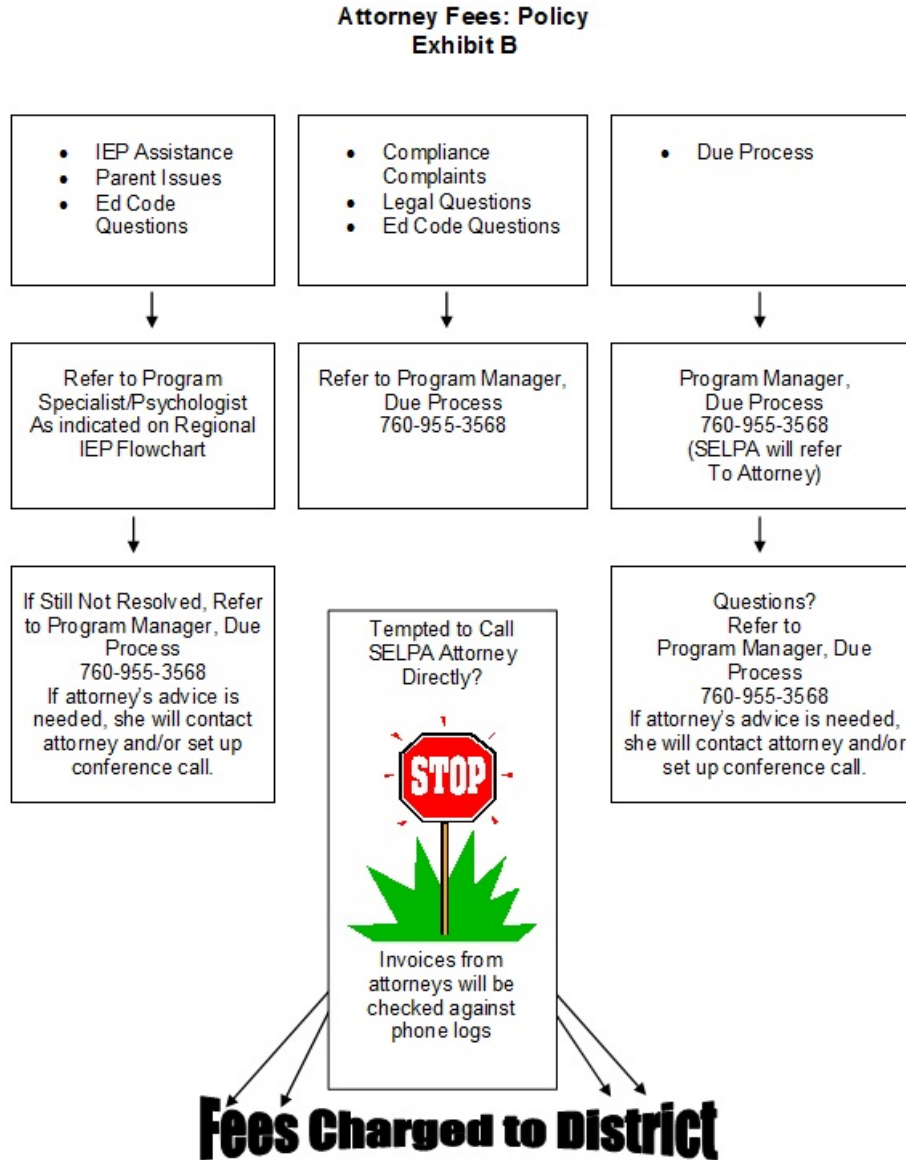 Attorney Fees: Policy
Exhibit B
• IEP Assistance
• Parent Issues
• Ed Code
Questions
• Compliance
Complaints
• Legal Questions
• Ed Code Questions
• Due Process
Refer to Program
Specialist/Psychologist
As indicated on Regional
IEP Flowchart
Refer to Program Manager,
Due Process
760-955-3568
Program Manager,
Due Process
760-955-3568
(SELPA will refer
To Attorney)
If Still Not Resolved, Refer
to Program Manager, Due
Process
760-955-3568
If attorney's advice is
needed, she will contact
attorney and/or set up
conference call.
Tempted to Call
SELPA Attorney
Directly?
STOP
Invoices from
attorneys will be
checked against
phone logs
Questions?
Refer to
Program Manager, Due
Process
760-955-3568
If attorney's advice is needed,
she will contact attorney and/or
set up conference call.
Fees Charged to District